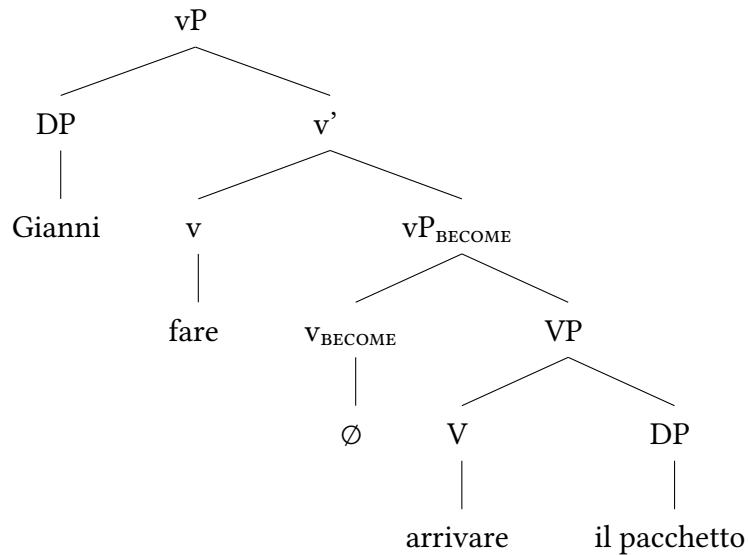 vP
DP v’
Gianni v vP_BECOME
fare v_BECOME VP
∅ V DP
arrivare il pacchetto